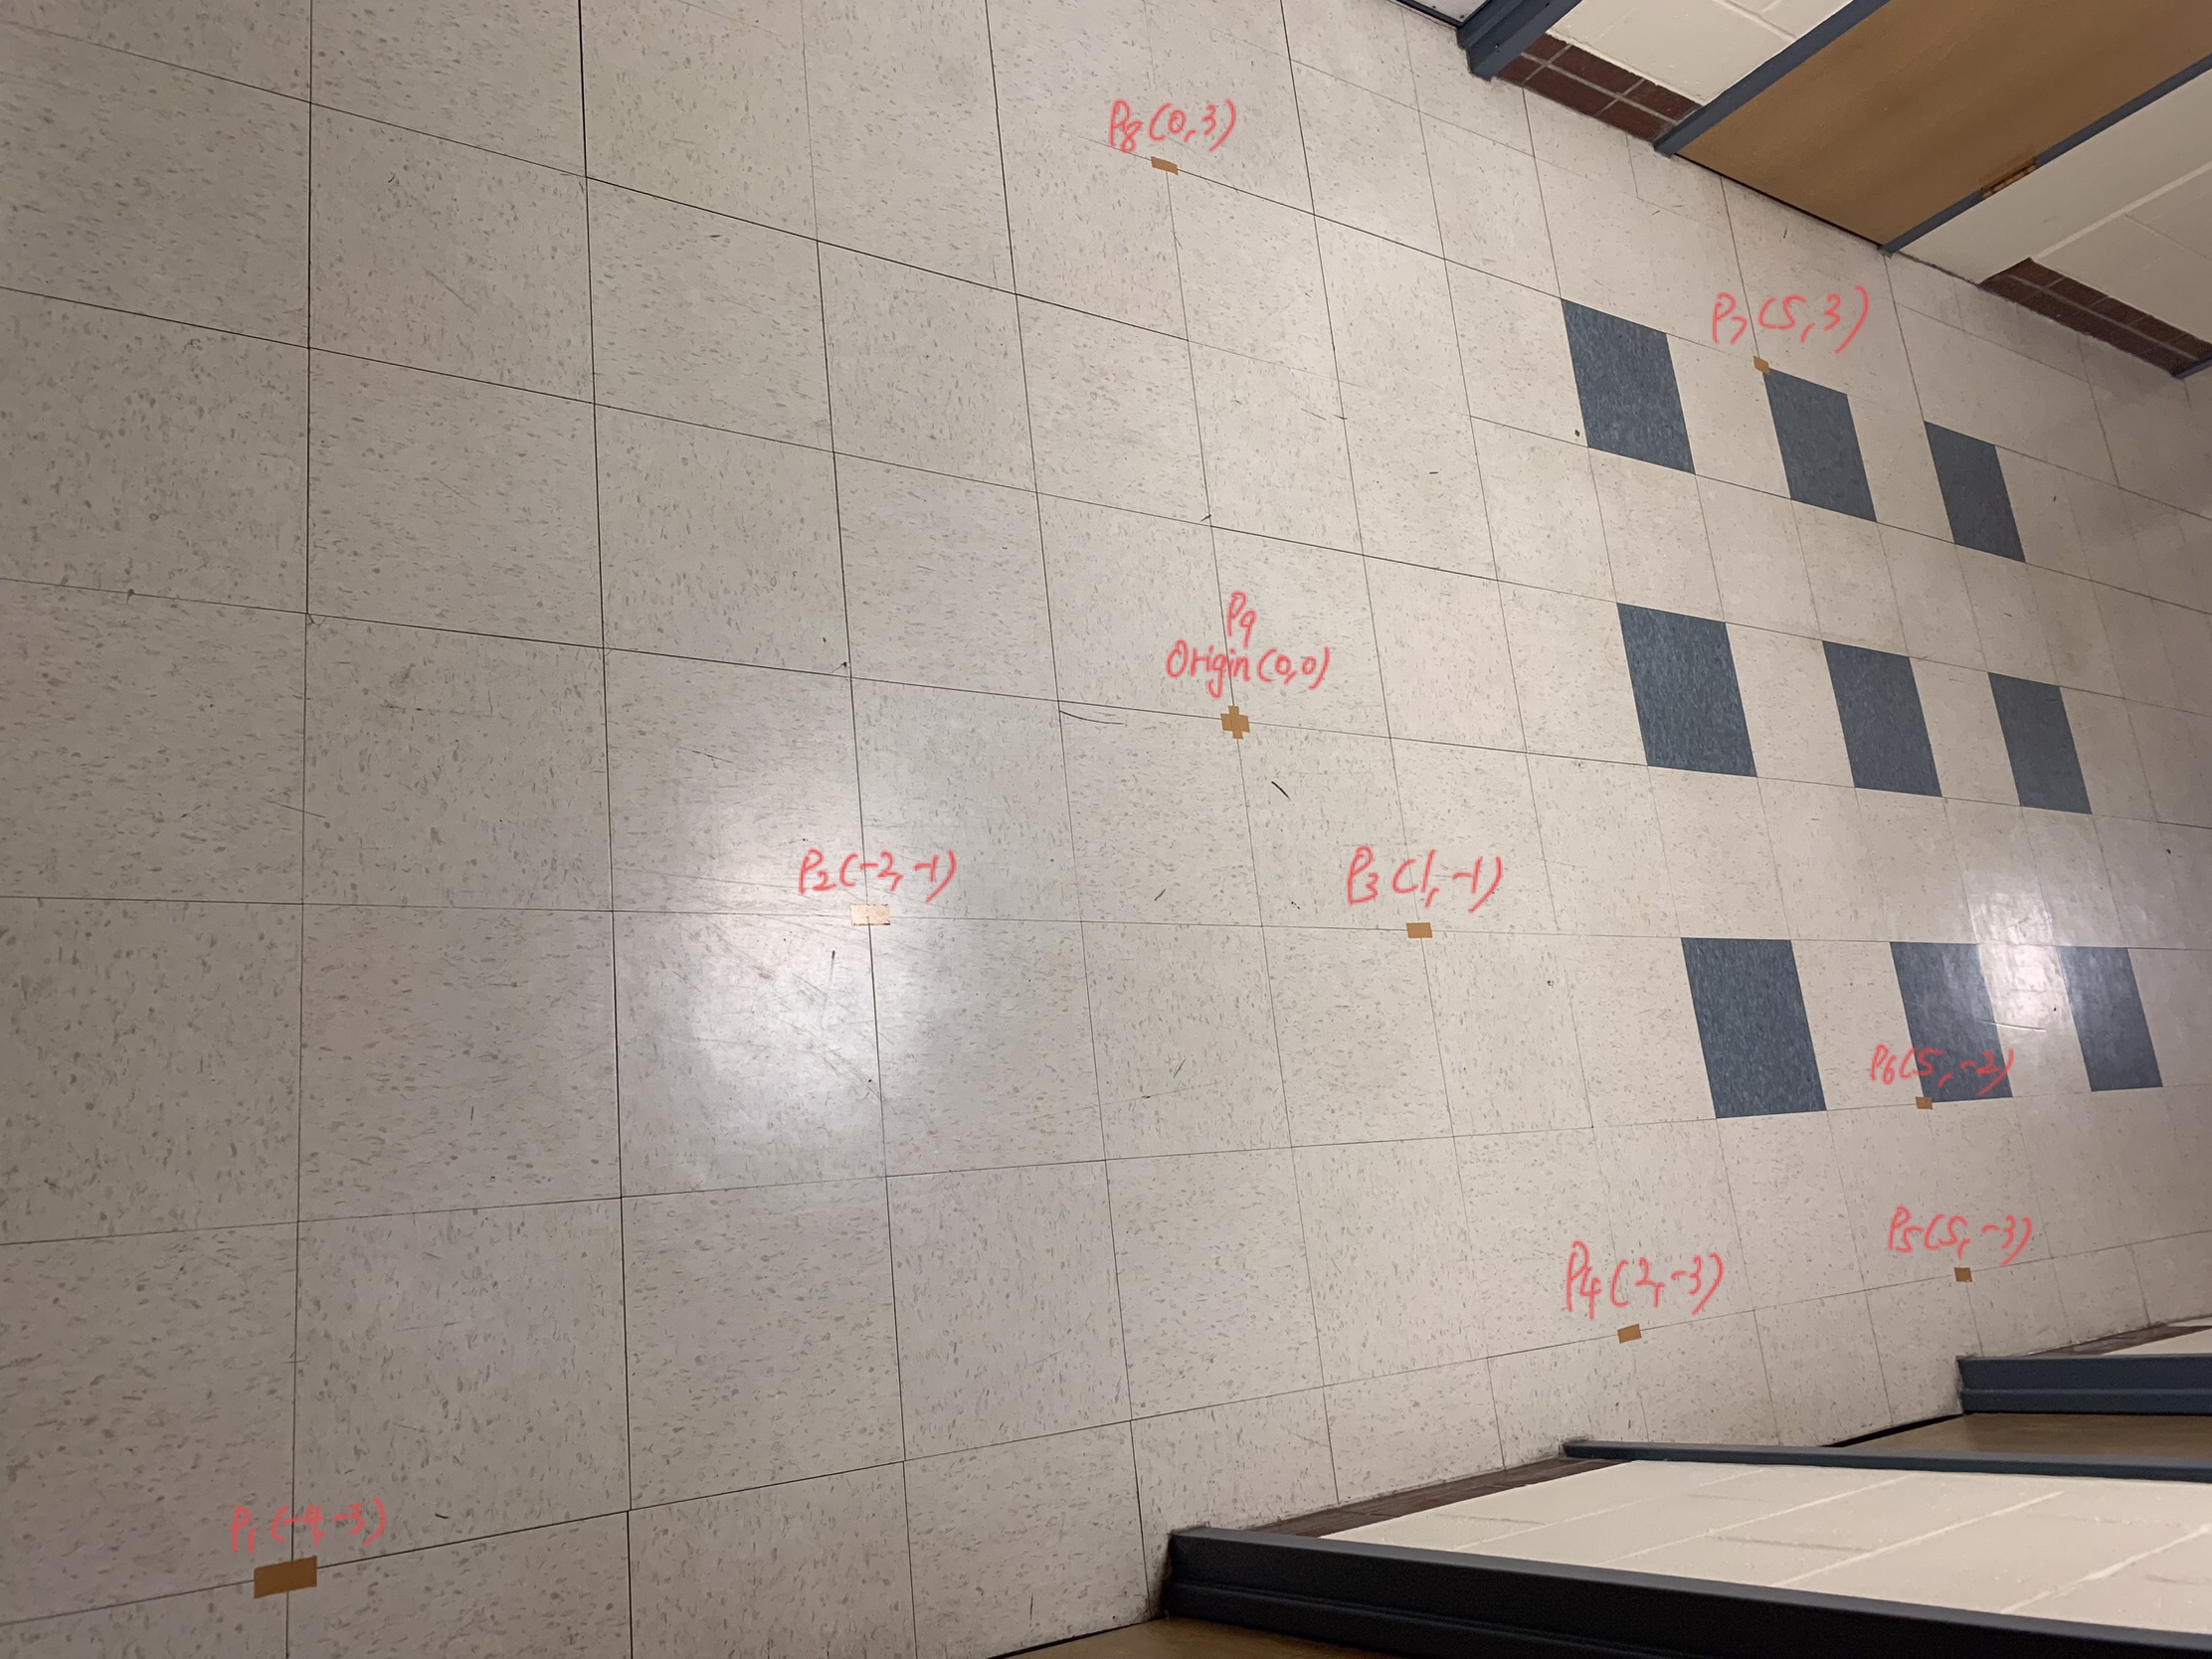 P8(0,3)
P7(5,3)
P9
Origin(0,0)
P2(-2,-1)
P3(1,-1)
P6(5,-2)
P5(5,-3)
P4(2,-3)
P1(-4,-3)